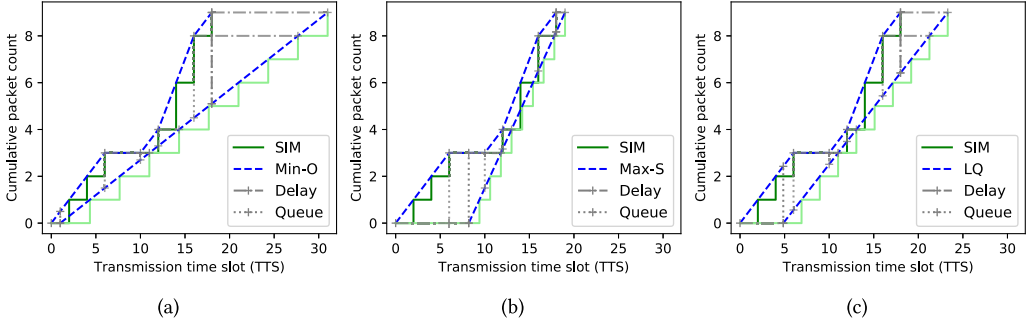 Cumulative packet count
8
6
4
2
0
SIM
Min-O
Delay
Queue
0 5 10 15 20 25 30
Transmission time slot (TTS)
(a)
Cumulative packet count
8
6
4
2
0
SIM
Max-S
Delay
Queue
0 5 10 15 20 25 30
Transmission time slot (TTS)
(b)
Cumulative packet count
8
6
4
2
0
SIM
LQ
Delay
Queue
0 5 10 15 20 25 30
Transmission time slot (TTS)
(c)